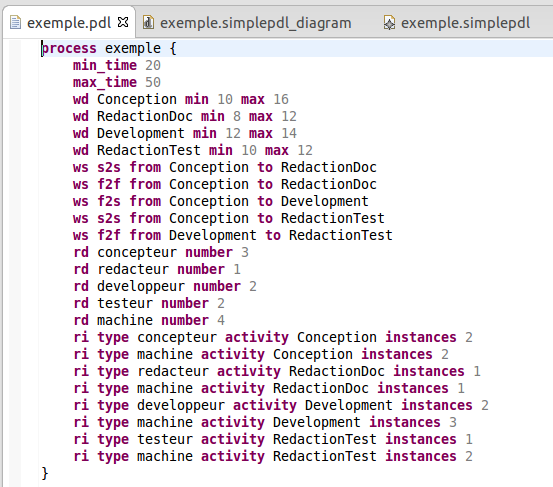 exemple.pdl exemple.simplepdl_diagram exemple.simplepdl
process exemple {
min_time 20
max_time 50
wd Conception min 10 max 16
wd RedactionDoc min 8 max 12
wd Development min 12 max 14
wd RedactionTest min 10 max 12
ws s2s from Conception to RedactionDoc
ws f2f from Conception to RedactionDoc
ws f2s from Conception to Development
ws s2s from Conception to RedactionTest
ws f2f from Development to RedactionTest
rd concepteur number 3
rd redacteur number 1
rd developpeur number 2
rd testeur number 2
rd machine number 4
ri type concepteur activity Conception instances 2
ri type machine activity Conception instances 2
ri type redacteur activity RedactionDoc instances 1
ri type machine activity RedactionDoc instances 1
ri type developpeur activity Development instances 2
ri type machine activity Development instances 3
ri type testeur activity RedactionTest instances 1
ri type machine activity RedactionTest instances 2
}